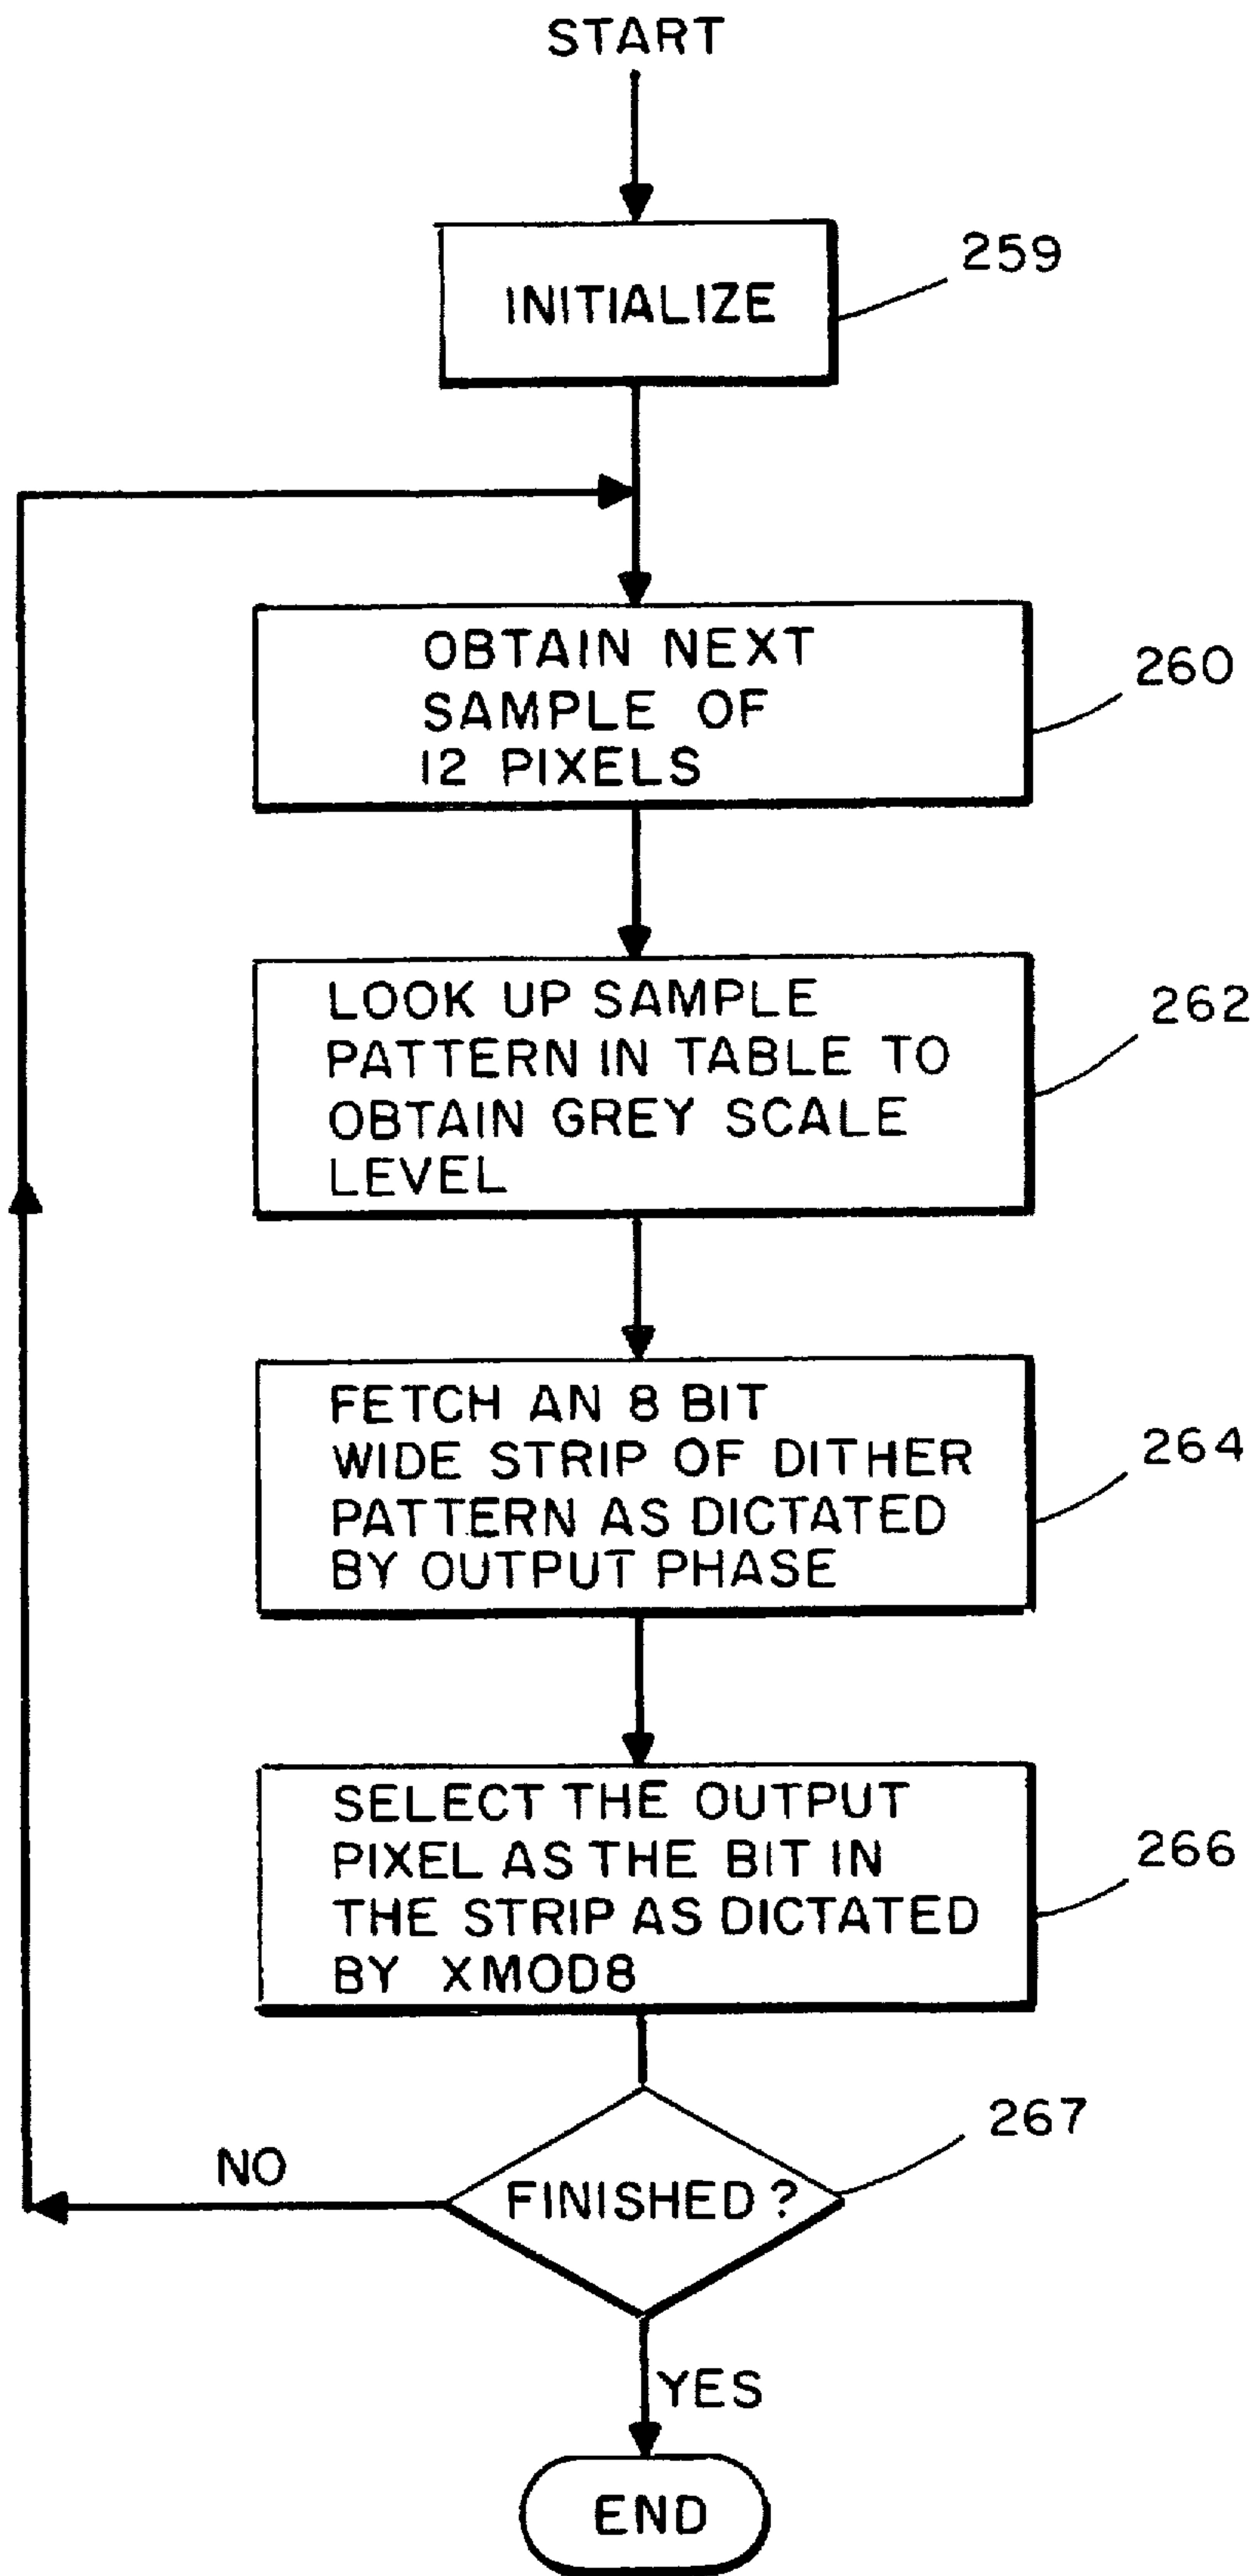 START
INITIALIZE
259
OBTAIN NEXT
SAMPLE OF
12 PIXELS
260
LOOK UP SAMPLE
PATTERN IN TABLE TO
OBTAIN GREY SCALE
LEVEL
262
FETCH AN 8 BIT
WIDE STRIP OF DITHER
PATTERN AS DICTATED
BY OUTPUT PHASE
264
SELECT THE OUTPUT
PIXEL AS THE BIT IN
THE STRIP AS DICTATED
BY XMOD8
266
FINISHED?
267
NO
YES
END